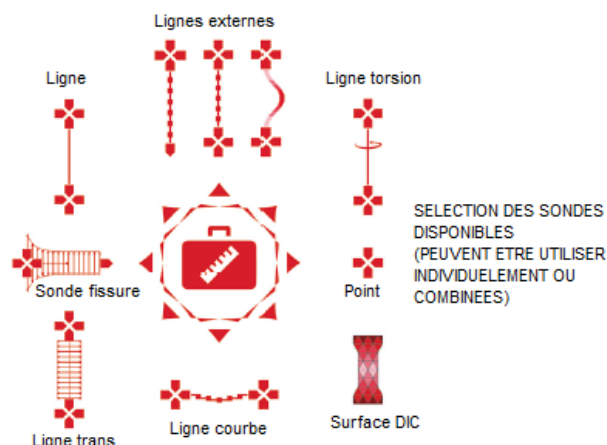 Lignes externes
Ligne
Ligne torsion
SELECTION DES SONDES
DISPONIBLES
(PEUVENT ETRE UTILISER
INDIVIDUELEMENT OU
COMBINEES)
Sonde fissure
Point
Ligne trans
Ligne courbe
Surface DIC